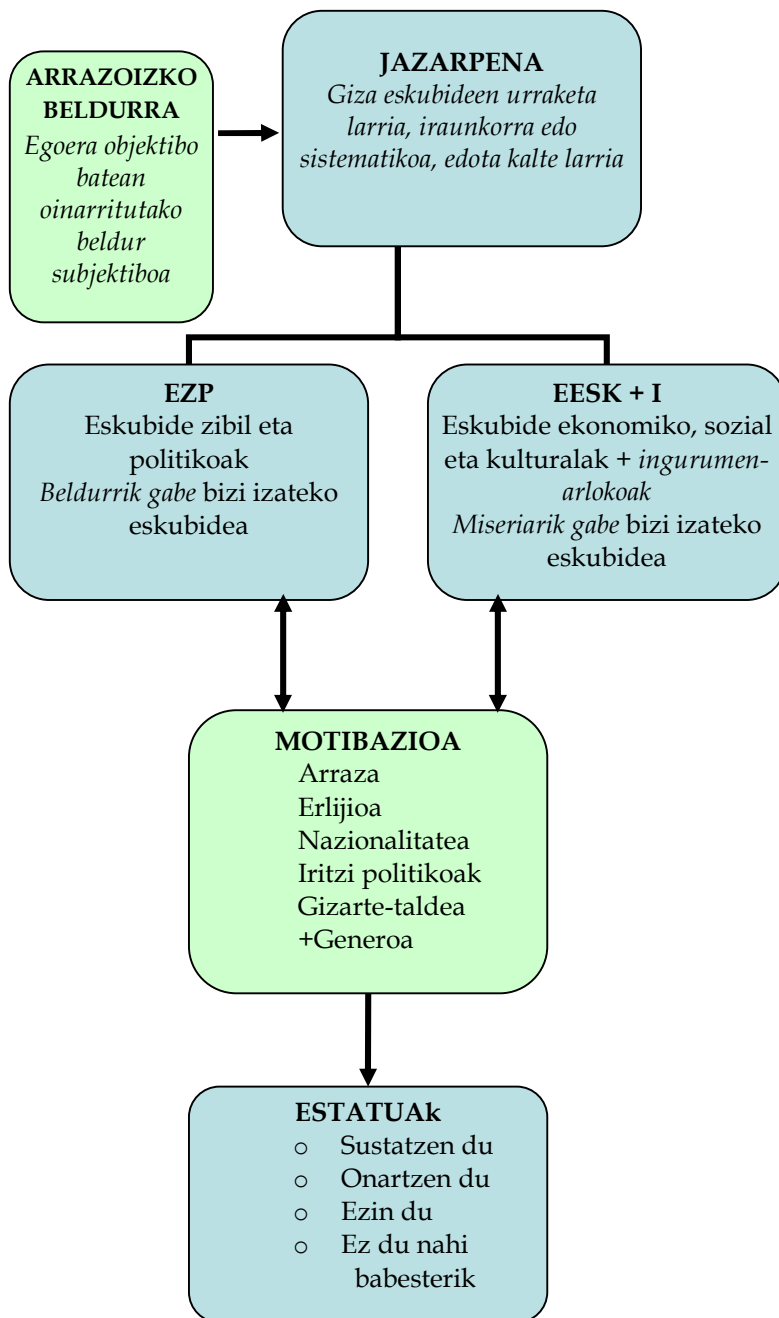 ARRAZOIZKO
BELDURRA
Egoera objektibo
batean
oinarritutako
beldur
subjektiboa
JAZARPENA
Giza eskubideen urraketa
larria, iraunkorra edo
sistematikoa, edota kalte larria
EZP
Eskubide zibil eta
politikoak
Beldurrik gabe bizi izateko
eskubidea
EESK + I
Eskubide ekonomiko, sozial
eta kulturalak + ingurumen-
arlokoak
Miseriarik gabe bizi izateko
eskubidea
MOTIBAZIOA
Arraza
Erlijioa
Nazionalitatea
Iritzi politikoak
Gizarte-taldea
+Generoa
ESTATUAk
o Sustatzen du
o Onartzen du
o Ezin du
o Ez du nahi
babesterik